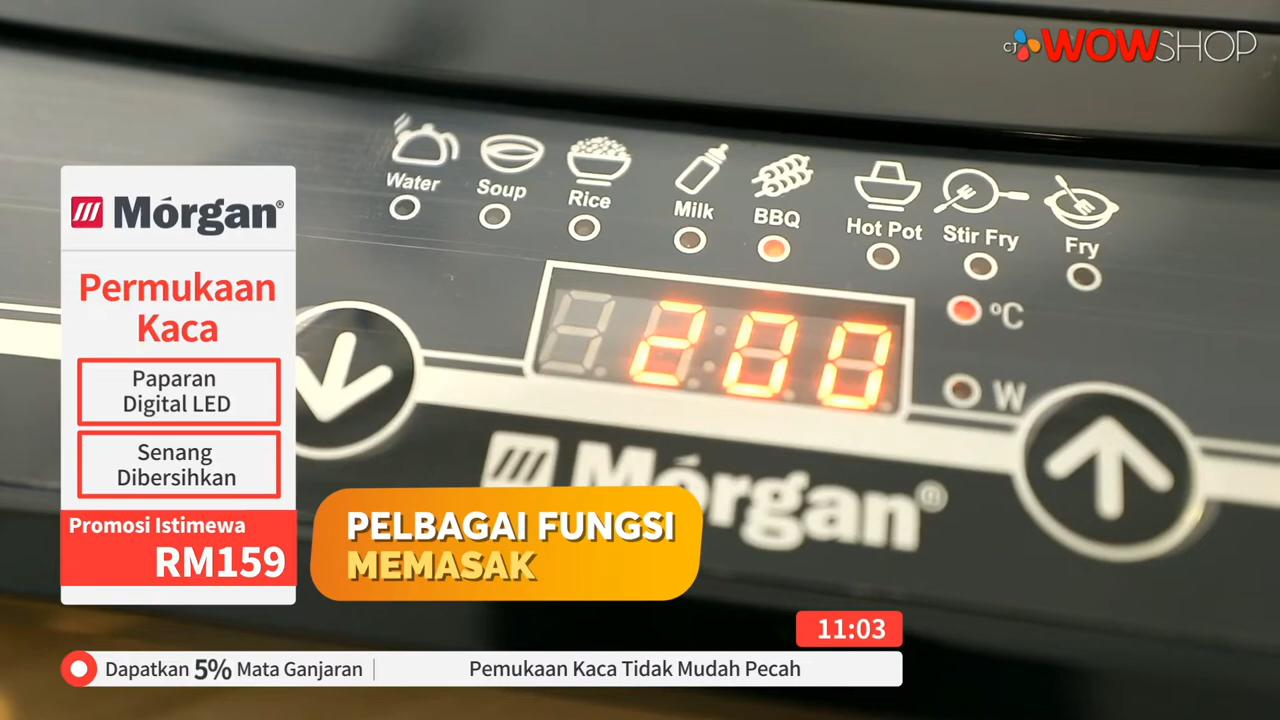 CJ WOWSHOP
Water
Soup
Rice
Milk
BBQ
Hot Pot
Stir Fry
Fry
200
ºC
W
Mórgan®
Mórgan®
Permukaan
Kaca
Paparan
Digital LED
Senang
Dibersihkan
Promosi Istimewa
RM159
PELBAGAI FUNGSI
MEMASAK
11:03
Dapatkan 5% Mata Ganjaran
Pemukaan Kaca Tidak Mudah Pecah